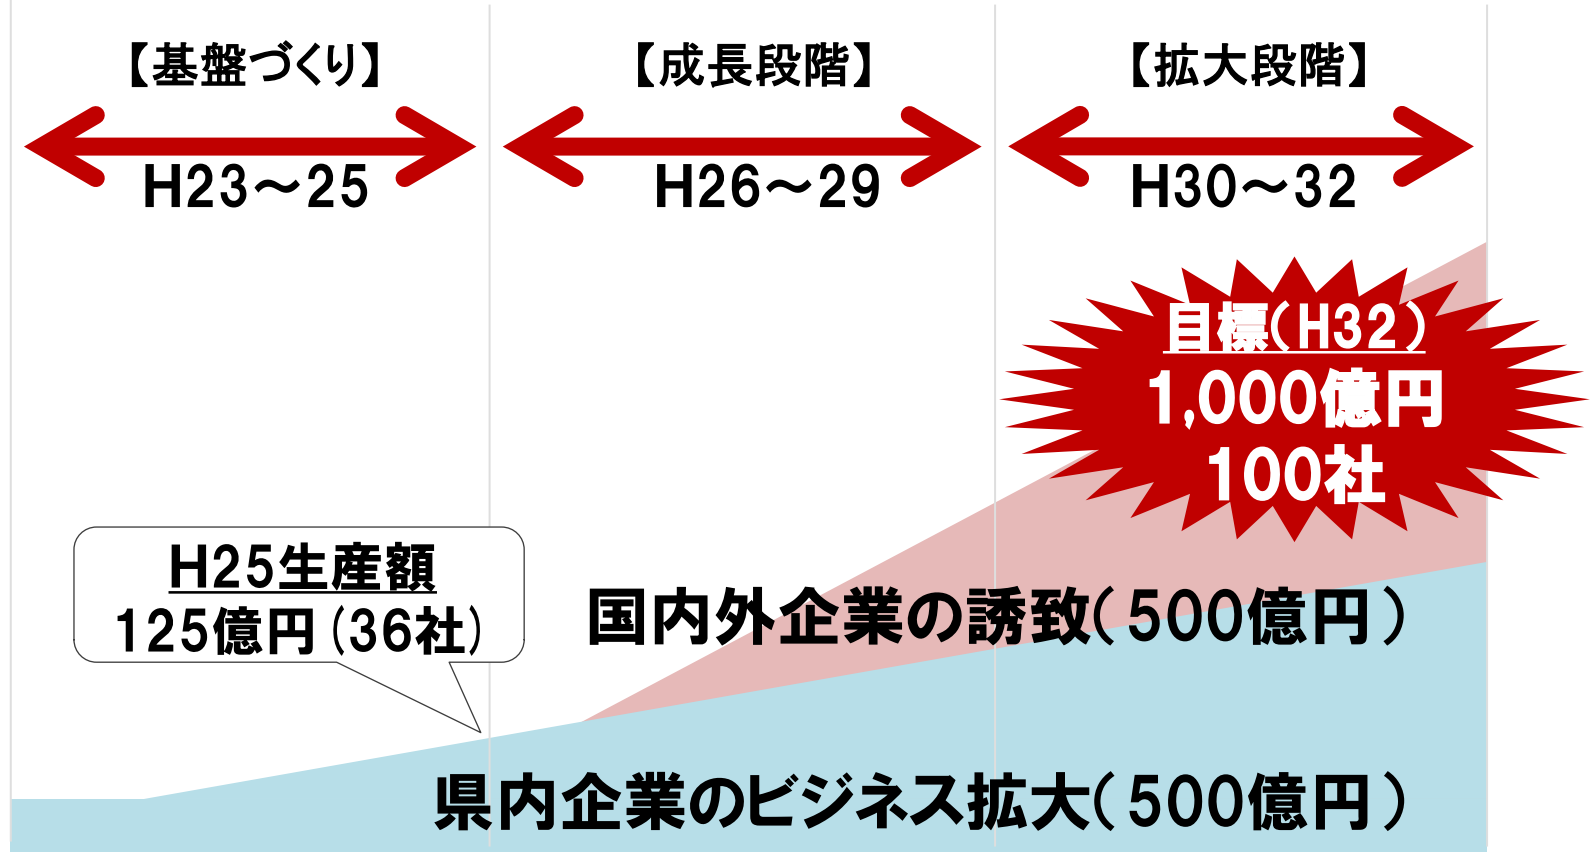 【基盤づくり】
【成長段階】
【拡大段階】
H23～25
H26～29
H30～32
目標(H32)
1,000億円
100社
H25生産額
125億円(36社)
国内外企業の誘致(500億円)
県内企業のビジネス拡大(500億円)